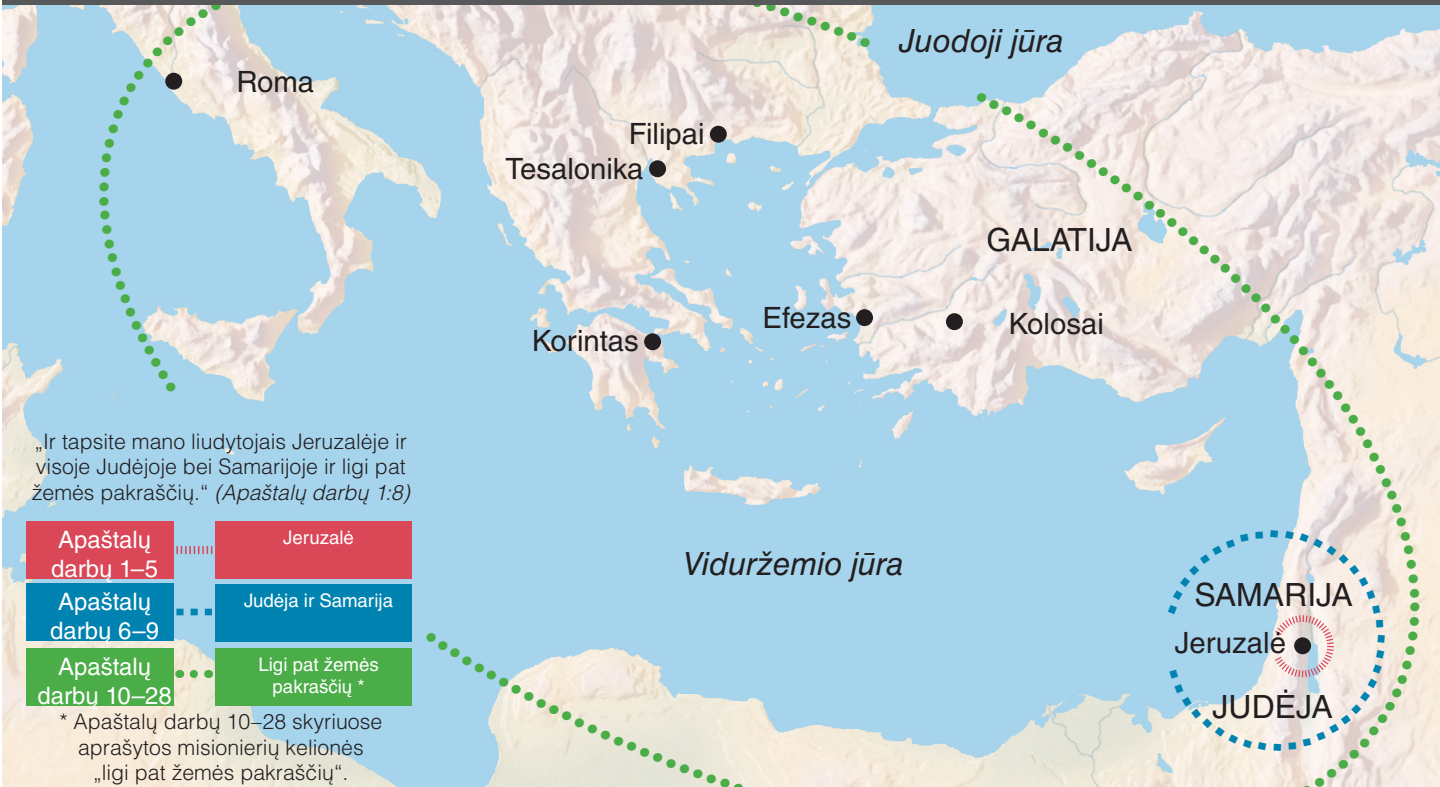 Juodoji jūra
Roma
Filipai
Tesalonika
GALATIJA
Efezas
Kolosai
Korintas
„Ir tapsite mano liudytojais Jeruzalėje ir
visoje Judėjoje bei Samarijoje ir ligi pat
žemės pakraščių.“ (Apaštalų darbų 1:8)
Apaštalų
darbų 1–5
Jeruzalė
Apaštalų
darbų 6–9
Judėja ir Samarija
Apaštalų
darbų 10–28
Ligi pat žemės
pakraščių *
* Apaštalų darbų 10–28 skyriuose
aprašytos misionierių kelionės
„ligi pat žemės pakraščių“.
Viduržemio jūra
SAMARIJA
Jeruzalė
JUDĖJA